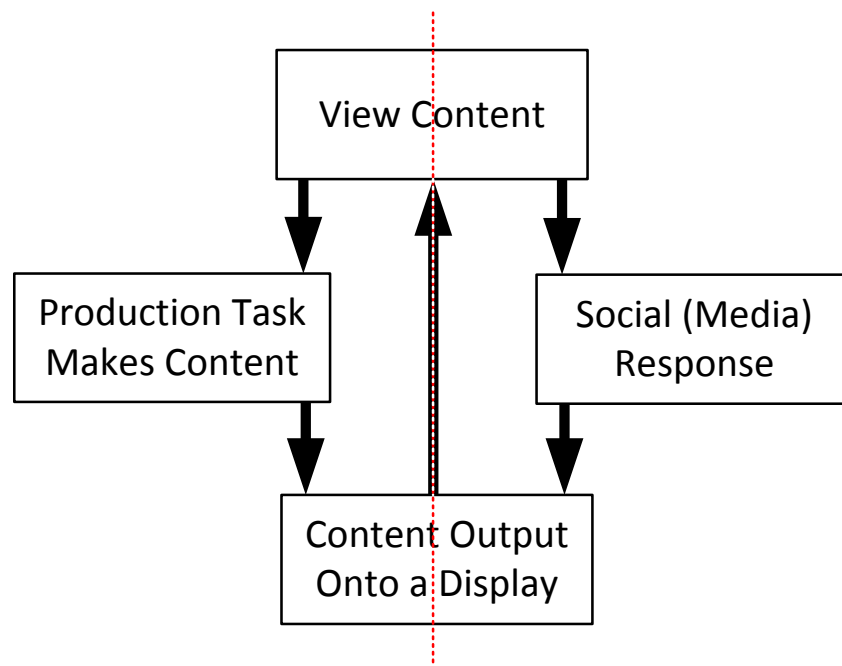 View Content
Production Task
Makes Content
Social (Media)
Response
Content Output
Onto a Display